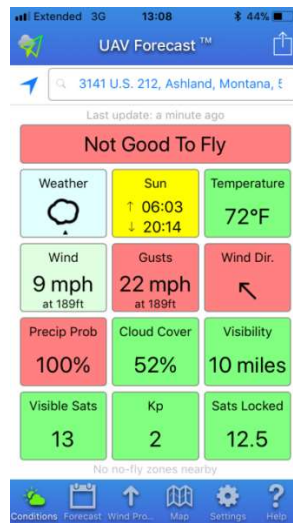 Extended 3G 13:08 44%
UAV Forecast ™
3141 U.S. 212, Ashland, Montana, E
Last update: a minute ago
Not Good To Fly
Weather Sun Temperature
↑ 06:03
↓ 20:14
72°F
Wind Gusts Wind Dir.
9 mph 22 mph
at 189ft at 189ft
Precip Prob Cloud Cover Visibility
100% 52% 10 miles
Visible Sats Kp Sats Locked
13 2 12.5
No no-fly zones nearby
Conditions Forecast Wind Pro... Map Settings Help